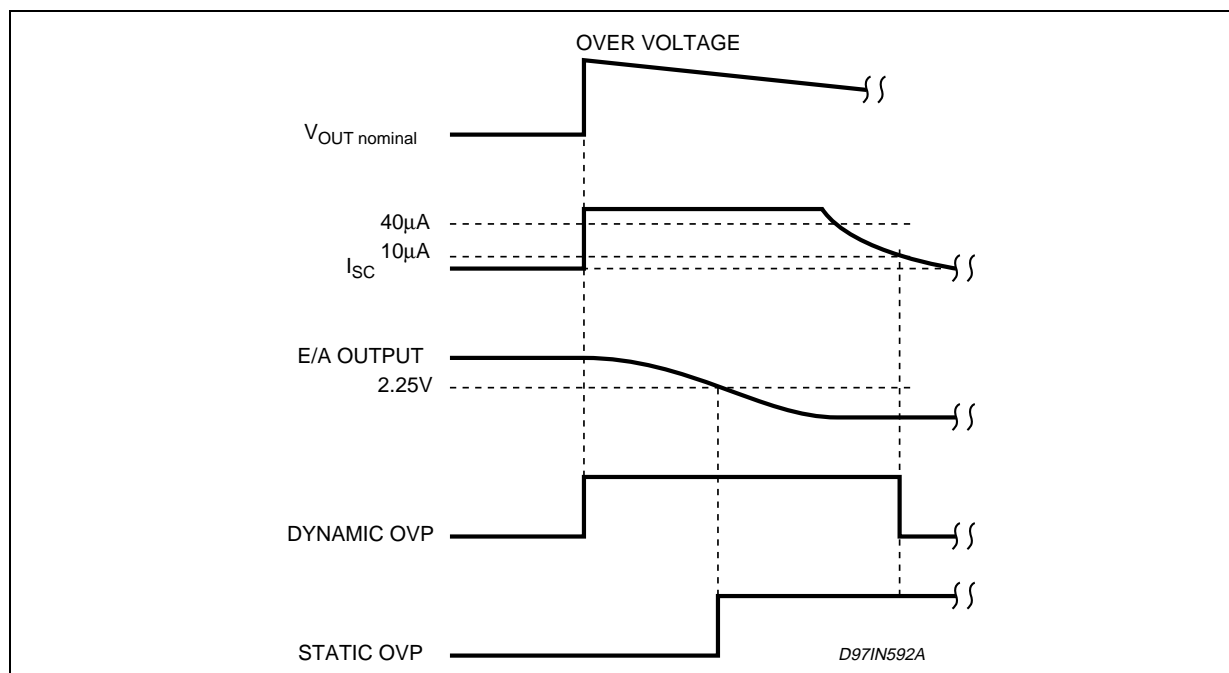 OVER VOLTAGE
VOUT nominal
40µA
10µA
ISC
E/A OUTPUT
2.25V
DYNAMIC OVP
STATIC OVP
D97IN592A